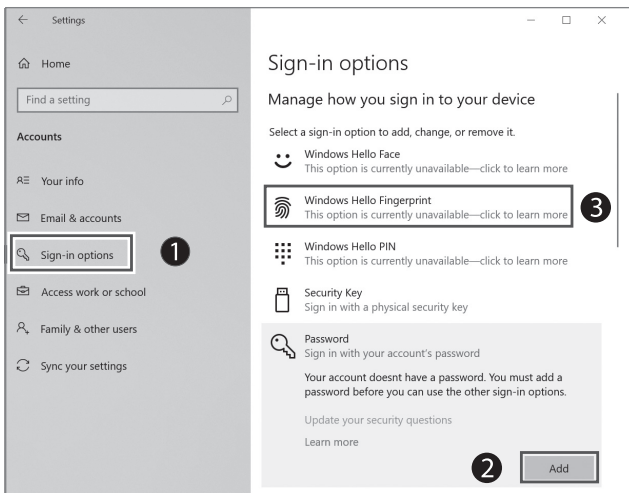 Settings
Home
Find a setting
Accounts
Your info
Email & accounts
Sign-in options
1
Access work or school
Family & other users
Sync your settings
Sign-in options
Manage how you sign in to your device
Select a sign-in option to add, change, or remove it.
Windows Hello Face
This option is currently unavailable—click to learn more
Windows Hello Fingerprint
This option is currently unavailable—click to learn more
3
Windows Hello PIN
This option is currently unavailable—click to learn more
Security Key
Sign in with a physical security key
Password
Sign in with your account's password
Your account doesnt have a password. You must add a
password before you can use the other sign-in options.
Update your security questions
Learn more
2
Add